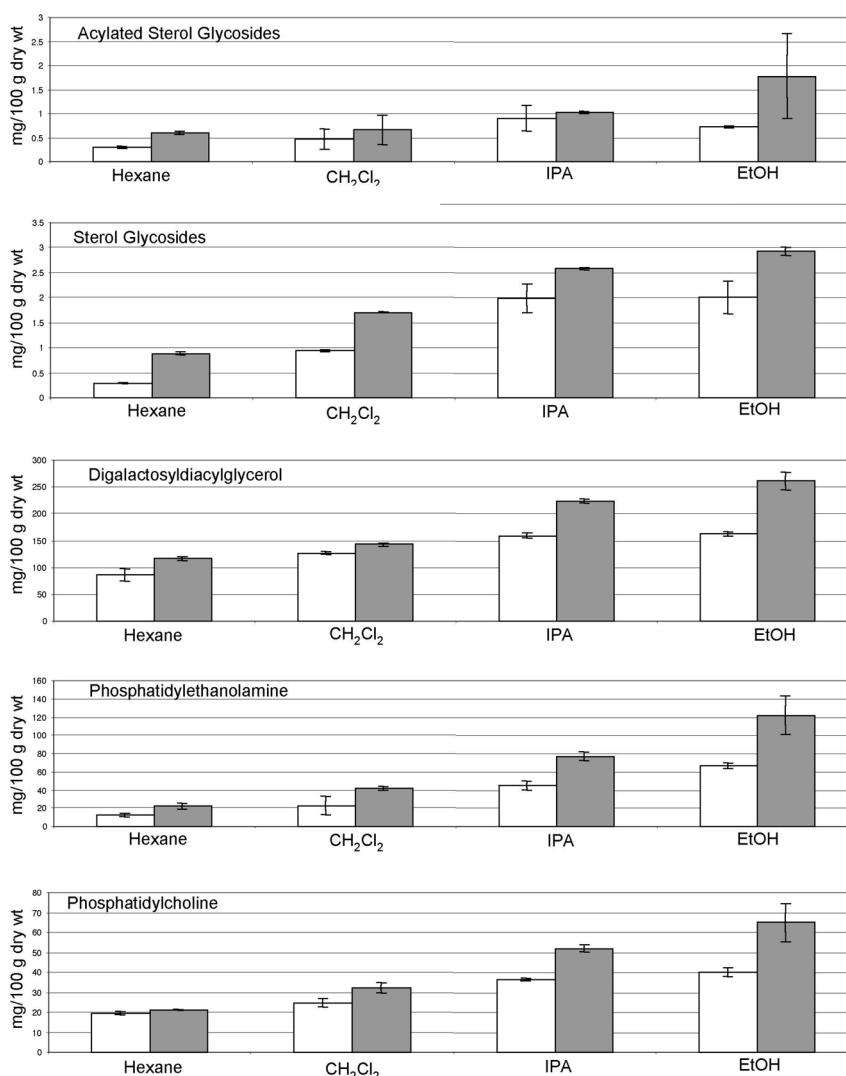 Acylated Sterol Glycosides
mg/100 g dry wt
3
2.5
2
1.5
1
0.5
0
Hexane CH₂Cl₂ IPA EtOH
Sterol Glycosides
mg/100 g dry wt
3.5
3
2.5
2
1.5
1
0.5
0
Hexane CH₂Cl₂ IPA EtOH
Digalactosyldiacylglycerol
mg/100 g dry wt
300
250
200
150
100
50
0
Hexane CH₂Cl₂ IPA EtOH
Phosphatidylethanolamine
mg/100 g dry wt
160
140
120
100
80
60
40
20
0
Hexane CH₂Cl₂ IPA EtOH
Phosphatidylcholine
mg/100 g dry wt
80
70
60
50
40
30
20
10
0
Hexane CH₂Cl₂ IPA EtOH